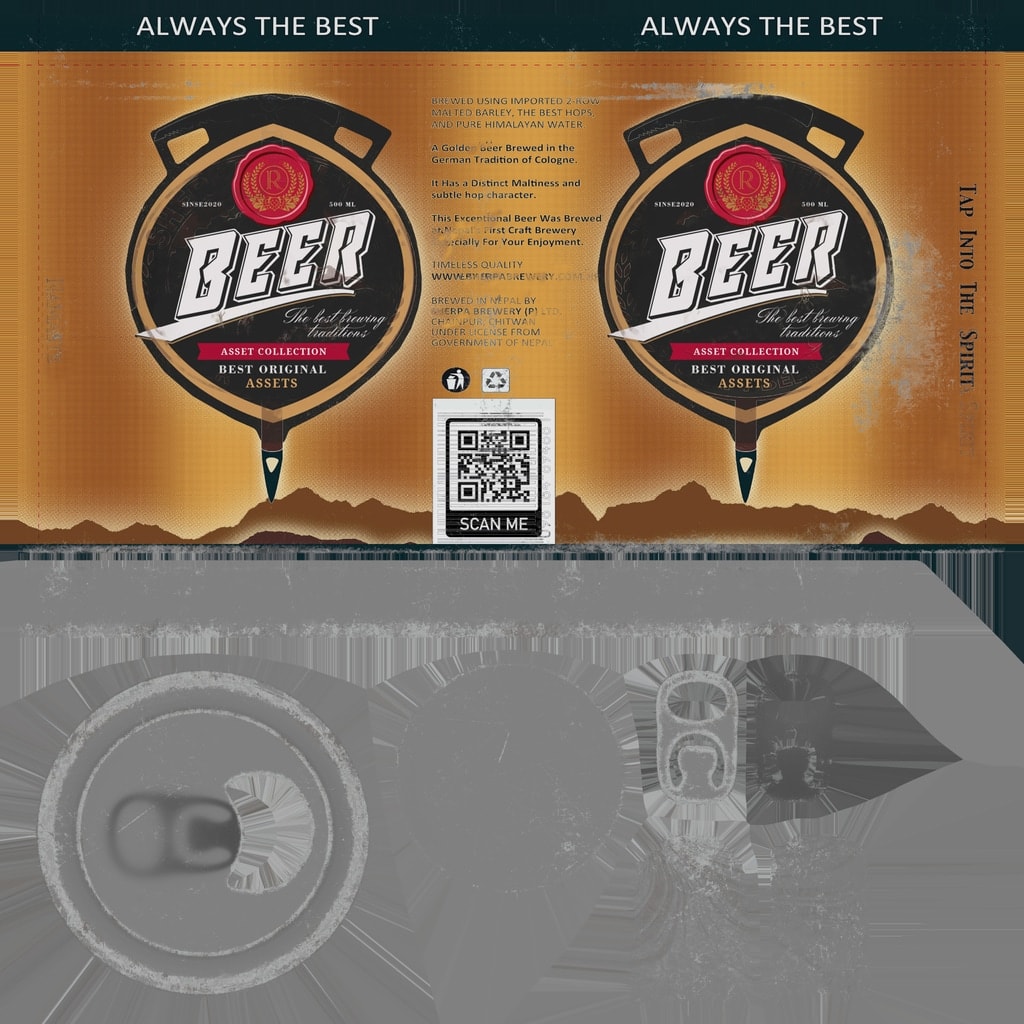 ALWAYS THE BEST
ALWAYS THE BEST
R
SINSE2020
500 ML
BEER
The best brewing
traditions
ASSET COLLECTION
BEST ORIGINAL
ASSETS
BREWED USING IMPORTED 2-ROW
MALTED BARLEY, THE BEST HOPS,
AND PURE HIMALAYAN WATER.
A Golden Beer Brewed in the
German Tradition of Cologne.
It Has a Distinct Maltiness and
subtle hop character.
This Exceptional Beer Was Brewed
First Craft Brewery
For Your Enjoyment.
TIMELESS QUALITY
BREWED IN NEPAL BY
SHERPA BREWERY (P) LTD.
CHITWAN
UNDER LICENSE FROM
GOVERNMENT OF NEPAL
SCAN ME
R
SINSE2020
500 ML
BEER
The best brewing
traditions
ASSET COLLECTION
BEST ORIGINAL
ASSETS
TAP INTO THE SPIRIT